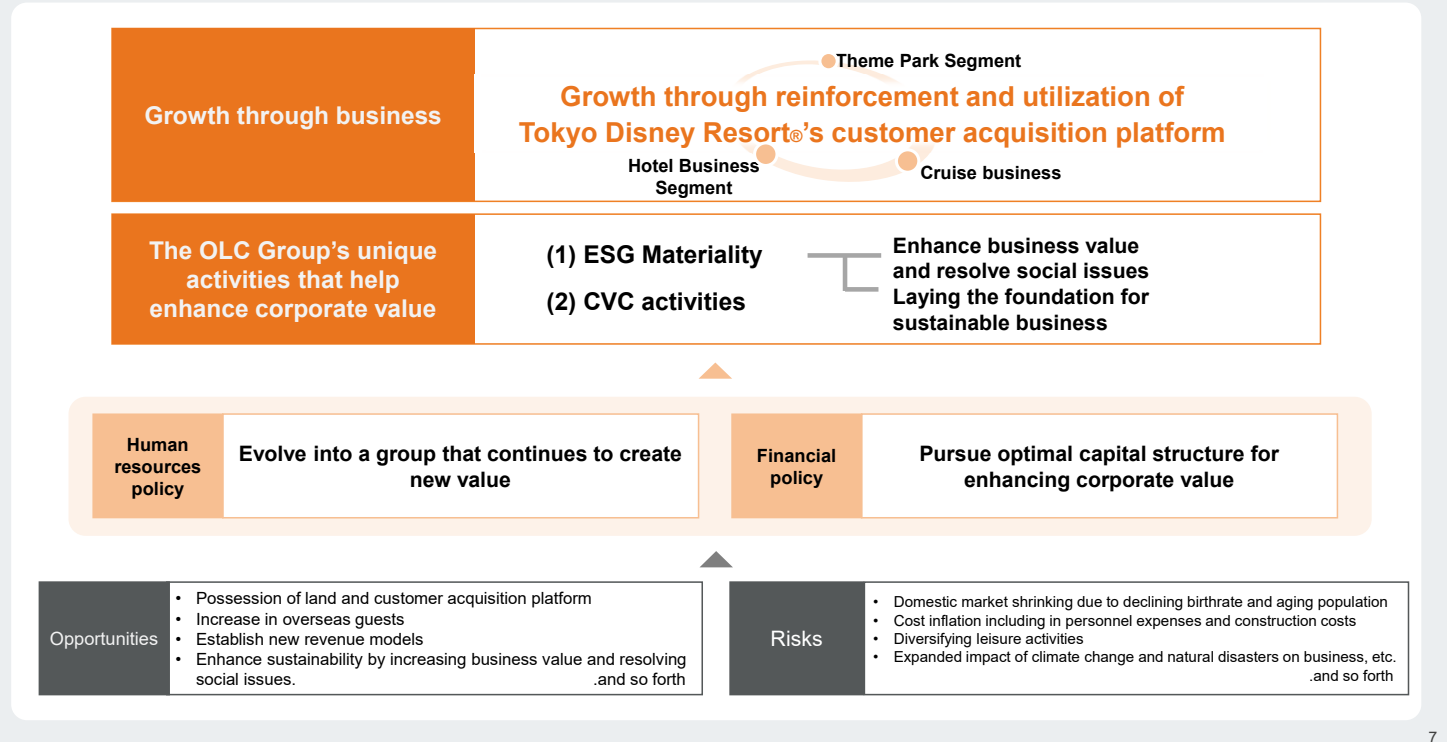 Growth through business
Theme Park Segment
Growth through reinforcement and utilization of
Tokyo Disney Resort®'s customer acquisition platform
Hotel Business
Segment
Cruise business
The OLC Group's unique
activities that help
enhance corporate value
(1) ESG Materiality
(2) CVC activities
Enhance business value
and resolve social issues
Laying the foundation for
sustainable business
Human
resources
policy
Evolve into a group that continues to create
new value
Financial
policy
Pursue optimal capital structure for
enhancing corporate value
Opportunities
• Possession of land and customer acquisition platform
• Increase in overseas guests
• Establish new revenue models
• Enhance sustainability by increasing business value and resolving
social issues. .and so forth
Risks
• Domestic market shrinking due to declining birthrate and aging population
• Cost inflation including in personnel expenses and construction costs
• Diversifying leisure activities
• Expanded impact of climate change and natural disasters on business, etc.
.and so forth
7